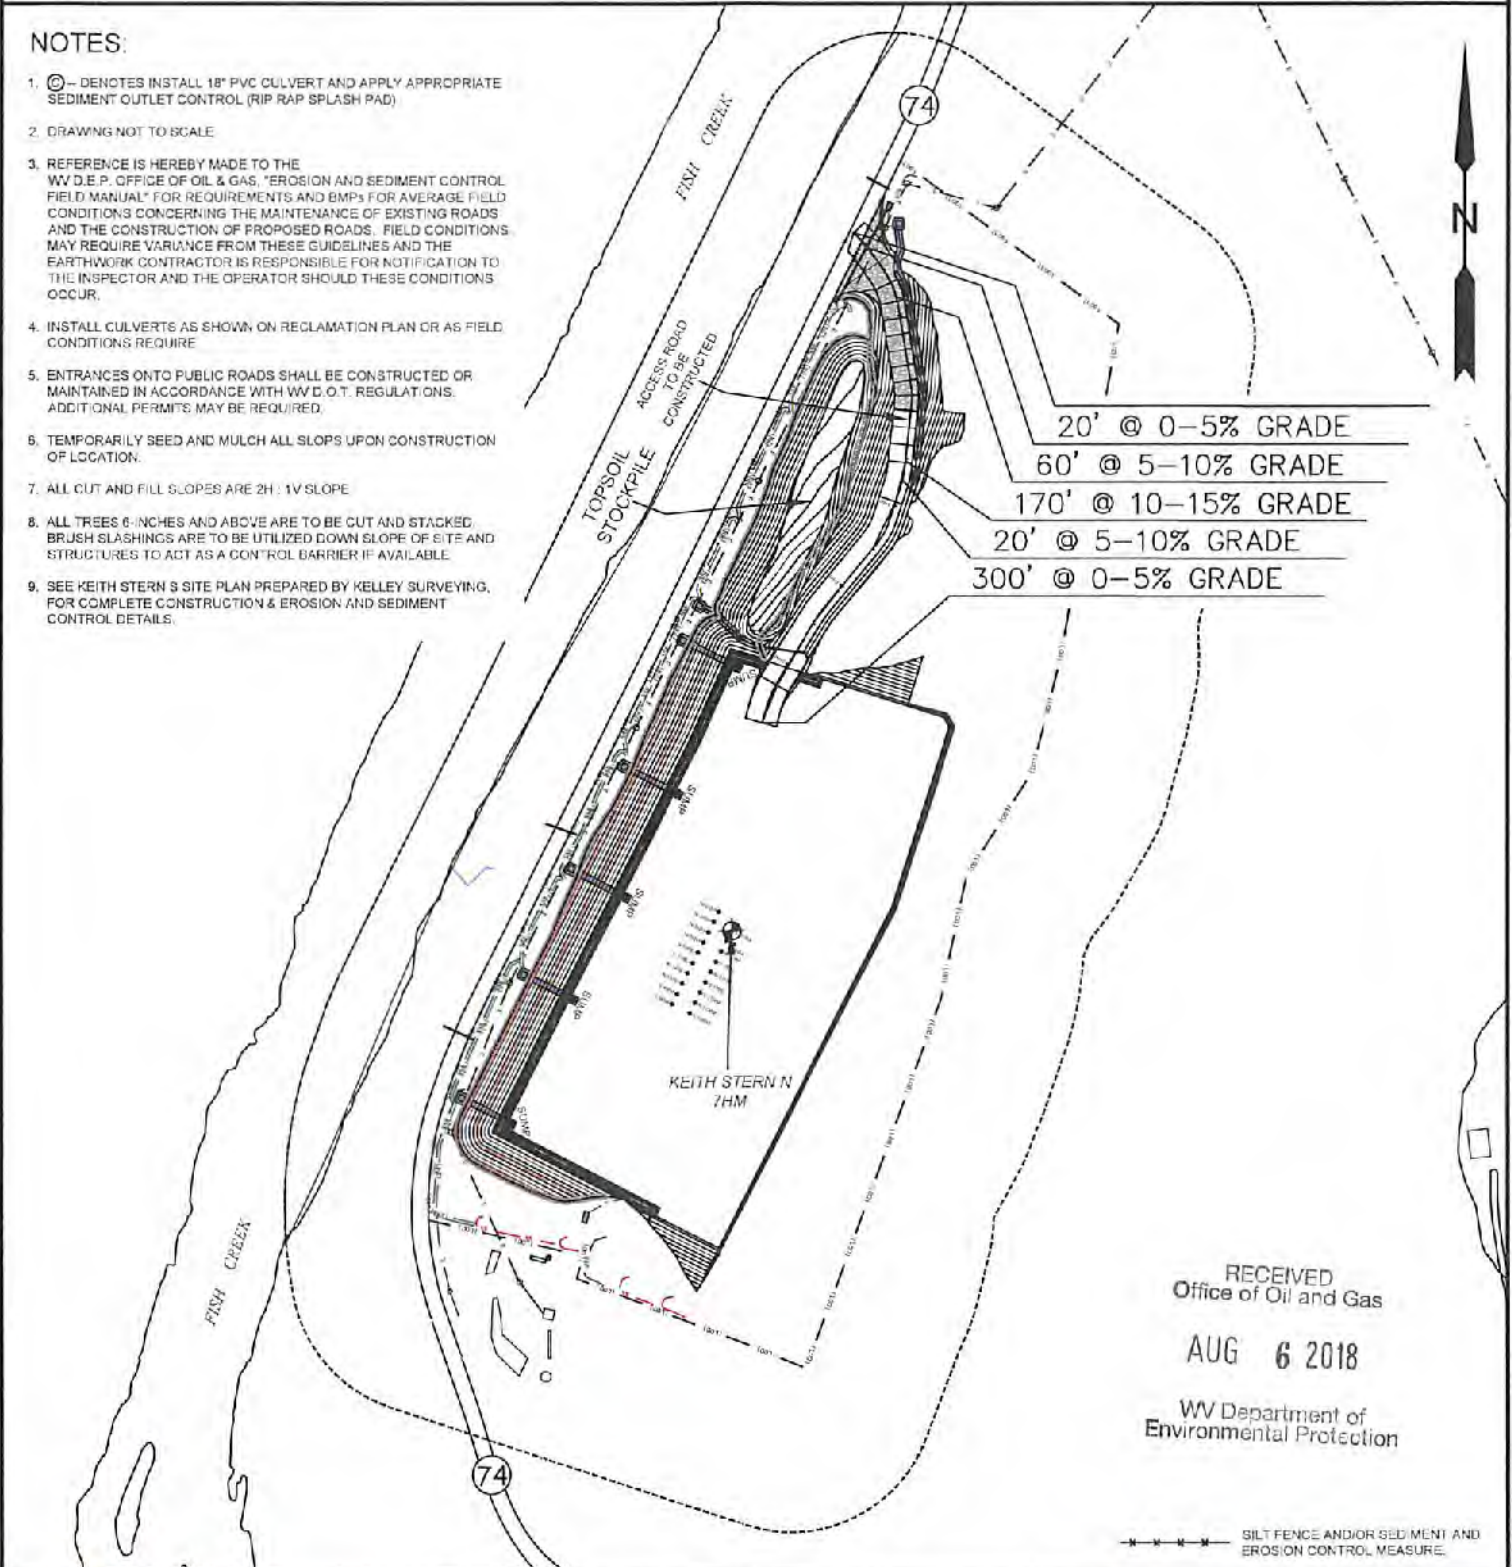 NOTES:
1. Ⓒ – DENOTES INSTALL 18" PVC CULVERT AND APPLY APPROPRIATE
SEDIMENT OUTLET CONTROL (RIP RAP SPLASH PAD)
2. DRAWING NOT TO SCALE
3. REFERENCE IS HEREBY MADE TO THE
WV D.E.P. OFFICE OF OIL & GAS, "EROSION AND SEDIMENT CONTROL
FIELD MANUAL" FOR REQUIREMENTS AND BMPs FOR AVERAGE FIELD
CONDITIONS CONCERNING THE MAINTENANCE OF EXISTING ROADS
AND THE CONSTRUCTION OF PROPOSED ROADS. FIELD CONDITIONS
MAY REQUIRE VARIANCE FROM THESE GUIDELINES AND THE
EARTHWORK CONTRACTOR IS RESPONSIBLE FOR NOTIFICATION TO
THE INSPECTOR AND THE OPERATOR SHOULD THESE CONDITIONS
OCCUR.
4. INSTALL CULVERTS AS SHOWN ON RECLAMATION PLAN OR AS FIELD
CONDITIONS REQUIRE
5. ENTRANCES ONTO PUBLIC ROADS SHALL BE CONSTRUCTED OR
MAINTAINED IN ACCORDANCE WITH WV D.O.T. REGULATIONS.
ADDITIONAL PERMITS MAY BE REQUIRED.
6. TEMPORARILY SEED AND MULCH ALL SLOPS UPON CONSTRUCTION
OF LOCATION.
7. ALL CUT AND FILL SLOPES ARE 2H : 1V SLOPE
8. ALL TREES 6-INCHES AND ABOVE ARE TO BE CUT AND STACKED.
BRUSH SLASHINGS ARE TO BE UTILIZED DOWN SLOPE OF SITE AND
STRUCTURES TO ACT AS A CONTROL BARRIER IF AVAILABLE
9. SEE KEITH STERN S SITE PLAN PREPARED BY KELLEY SURVEYING,
FOR COMPLETE CONSTRUCTION & EROSION AND SEDIMENT
CONTROL DETAILS.
FISH CREEK
74
N
ACCESS ROAD
TO BE
CONSTRUCTED
TOPSOIL
STOCKPILE
20' @ 0-5% GRADE
60' @ 5-10% GRADE
170' @ 10-15% GRADE
20' @ 5-10% GRADE
300' @ 0-5% GRADE
SUMP
SUMP
SUMP
SUMP
SUMP
KEITH STERN N
7HM
FISH CREEK
74
RECEIVED
Office of Oil and Gas
AUG 6 2018
WV Department of
Environmental Protection
SILT FENCE AND/OR SEDIMENT AND
EROSION CONTROL MEASURE.